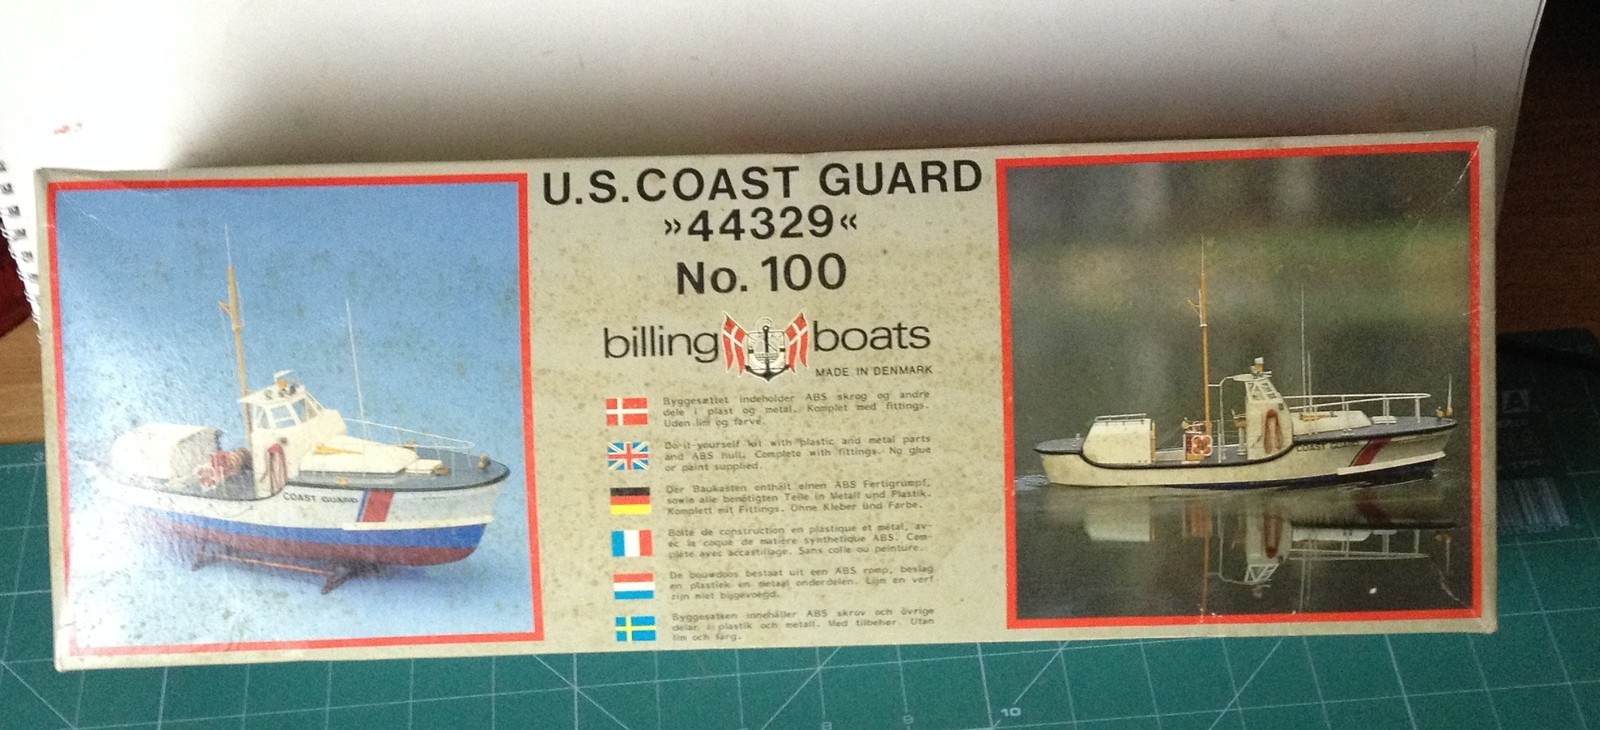 U.S.COAST GUARD
»44329«
No. 100
billing boats
MADE IN DENMARK
Byggesættet indeholder ABS skrog og andre
dele i plast og metal. Komplet med fittings.
Uden lim og farve.
Do-it-yourself kit with plastic and metal parts
and ABS hull. Complete with fittings. No glue
or paint supplied.
Der Baukasten enthält einen ABS Fertigrumpf,
sowie alle benötigten Teile in Metall und Plastik.
Komplett mit Fittings. Ohne Kleber und Farbe.
Boîte de construction en plastique et métal, av-
ec la coque de matière synthetique ABS. Com-
plète avec accastillage. Sans colle ou peinture.
De bouwdoos bestaat uit een ABS romp, beslag
en plastiek en metaal onderdelen. Lijm en verf
zijn niet bijgevoegd.
Byggesatsen innehåller ABS skrov och övrige
delar i plastik och metall. Med tilbehør. Utan
lim och färg.
COAST GUARD
COAST GUARD
8
9
10